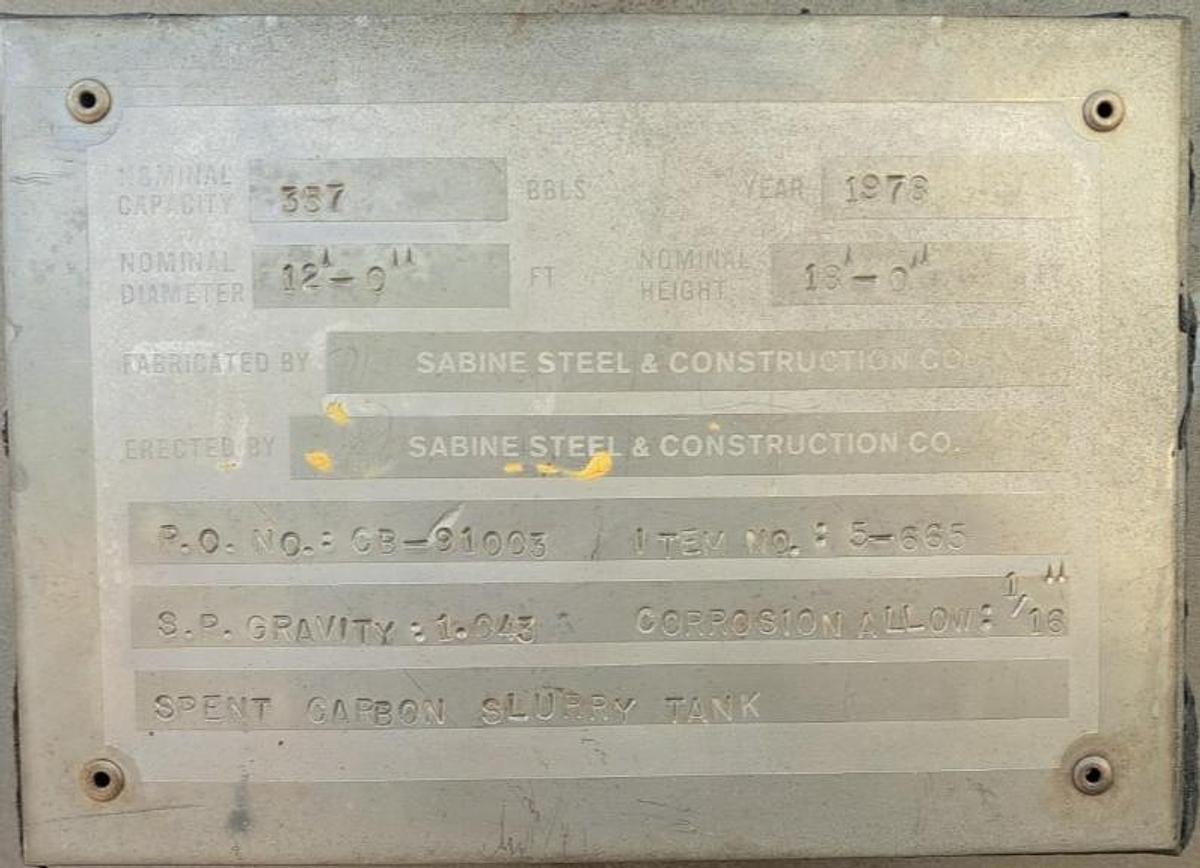 NOMINAL CAPACITY 357 BBLS YEAR 1978
NOMINAL DIAMETER 12'-0" FT NOMINAL HEIGHT 18'-0"
FABRICATED BY SABINE STEEL & CONSTRUCTION CO.
ERECTED BY SABINE STEEL & CONSTRUCTION CO.
P.O. NO.: CB-91003 ITEM NO.: 5-665
S.P. GRAVITY: 1.043 CORROSION ALLOW: 1/16"
SPENT CARBON SLURRY TANK